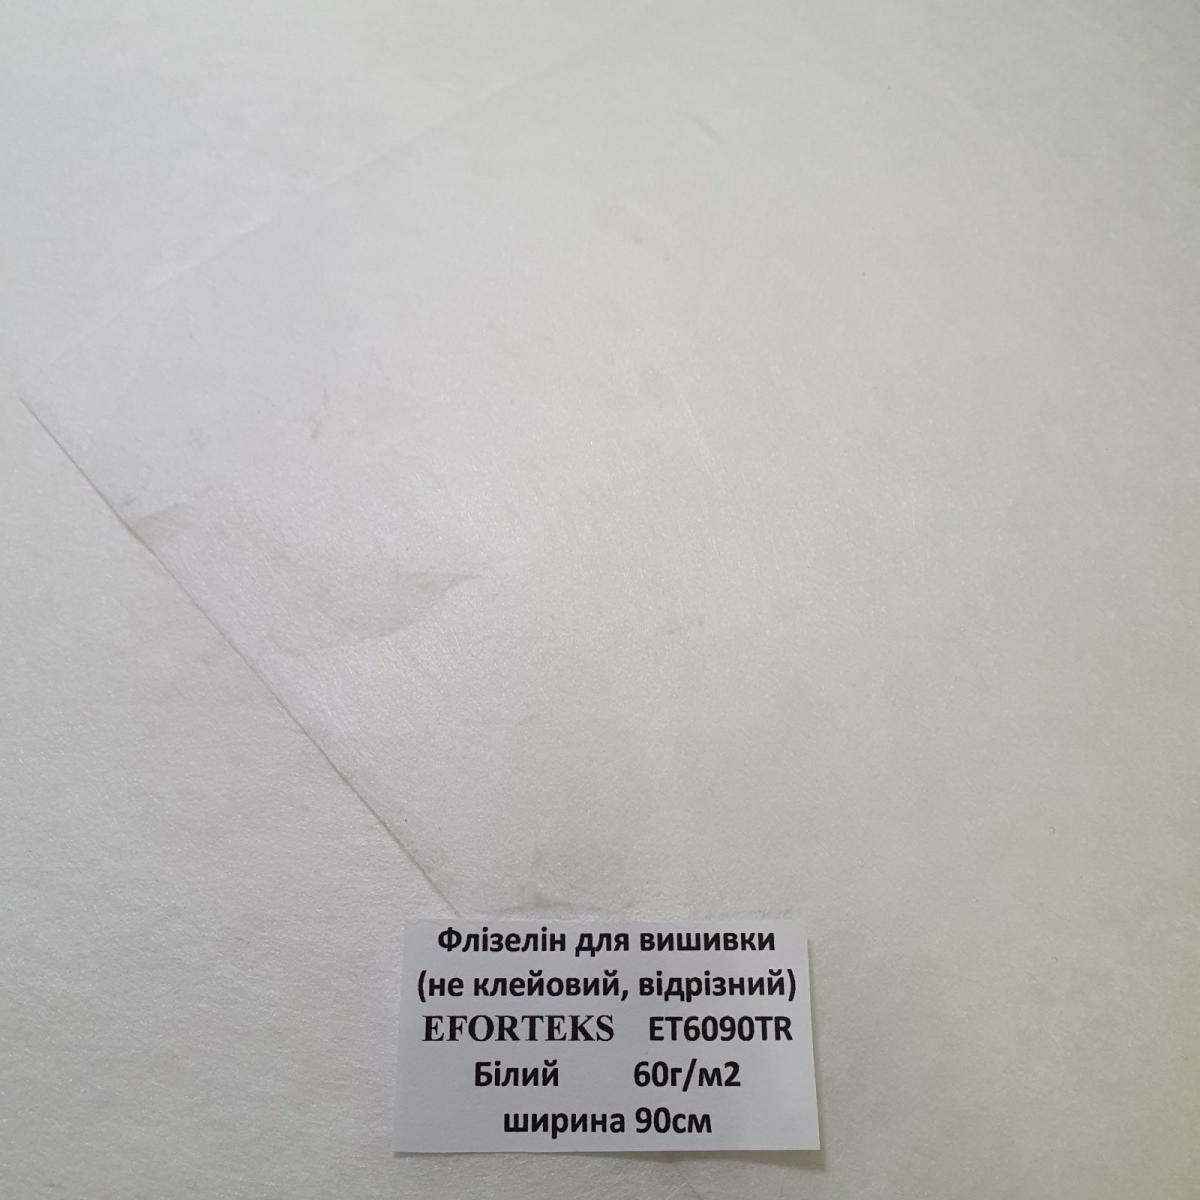 Флізелін для вишивки
(не клейовий, відрізний)
EFORTEKS ET6090TR
Білий 60г/м2
ширина 90см